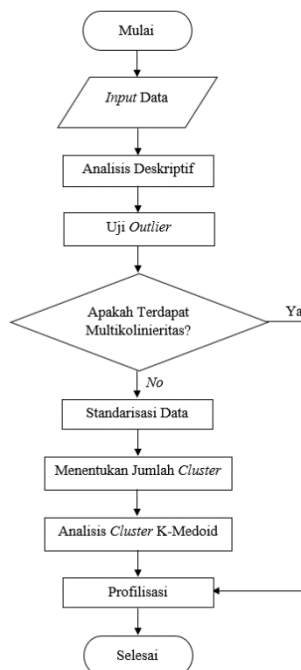 Mulai
Input Data
Analisis Deskriptif
Uji Outlier
Apakah Terdapat
Multikolinieritas?
Ya
No
Standarisasi Data
Menentukan Jumlah Cluster
Analisis Cluster K-Medoid
Profilisasi
Selesai